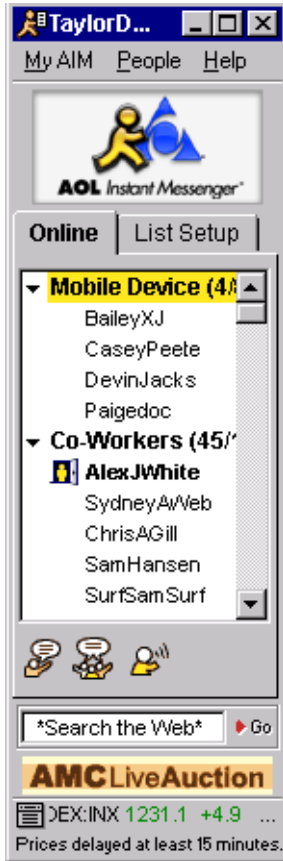 TaylorD...
My AIM People Help
AOL Instant Messenger
Online List Setup
Mobile Device (4/
BaileyXJ
CaseyPeete
DevinJacks
Paigedoc
Co-Workers (45/
AlexJWhite
SydneyAWeb
ChrisAGill
SamHansen
SurfSamSurf
*Search the Web* Go
AMCLiveAuction
DEX:INX 1231.1 +4.9 ...
Prices delayed at least 15 minutes.